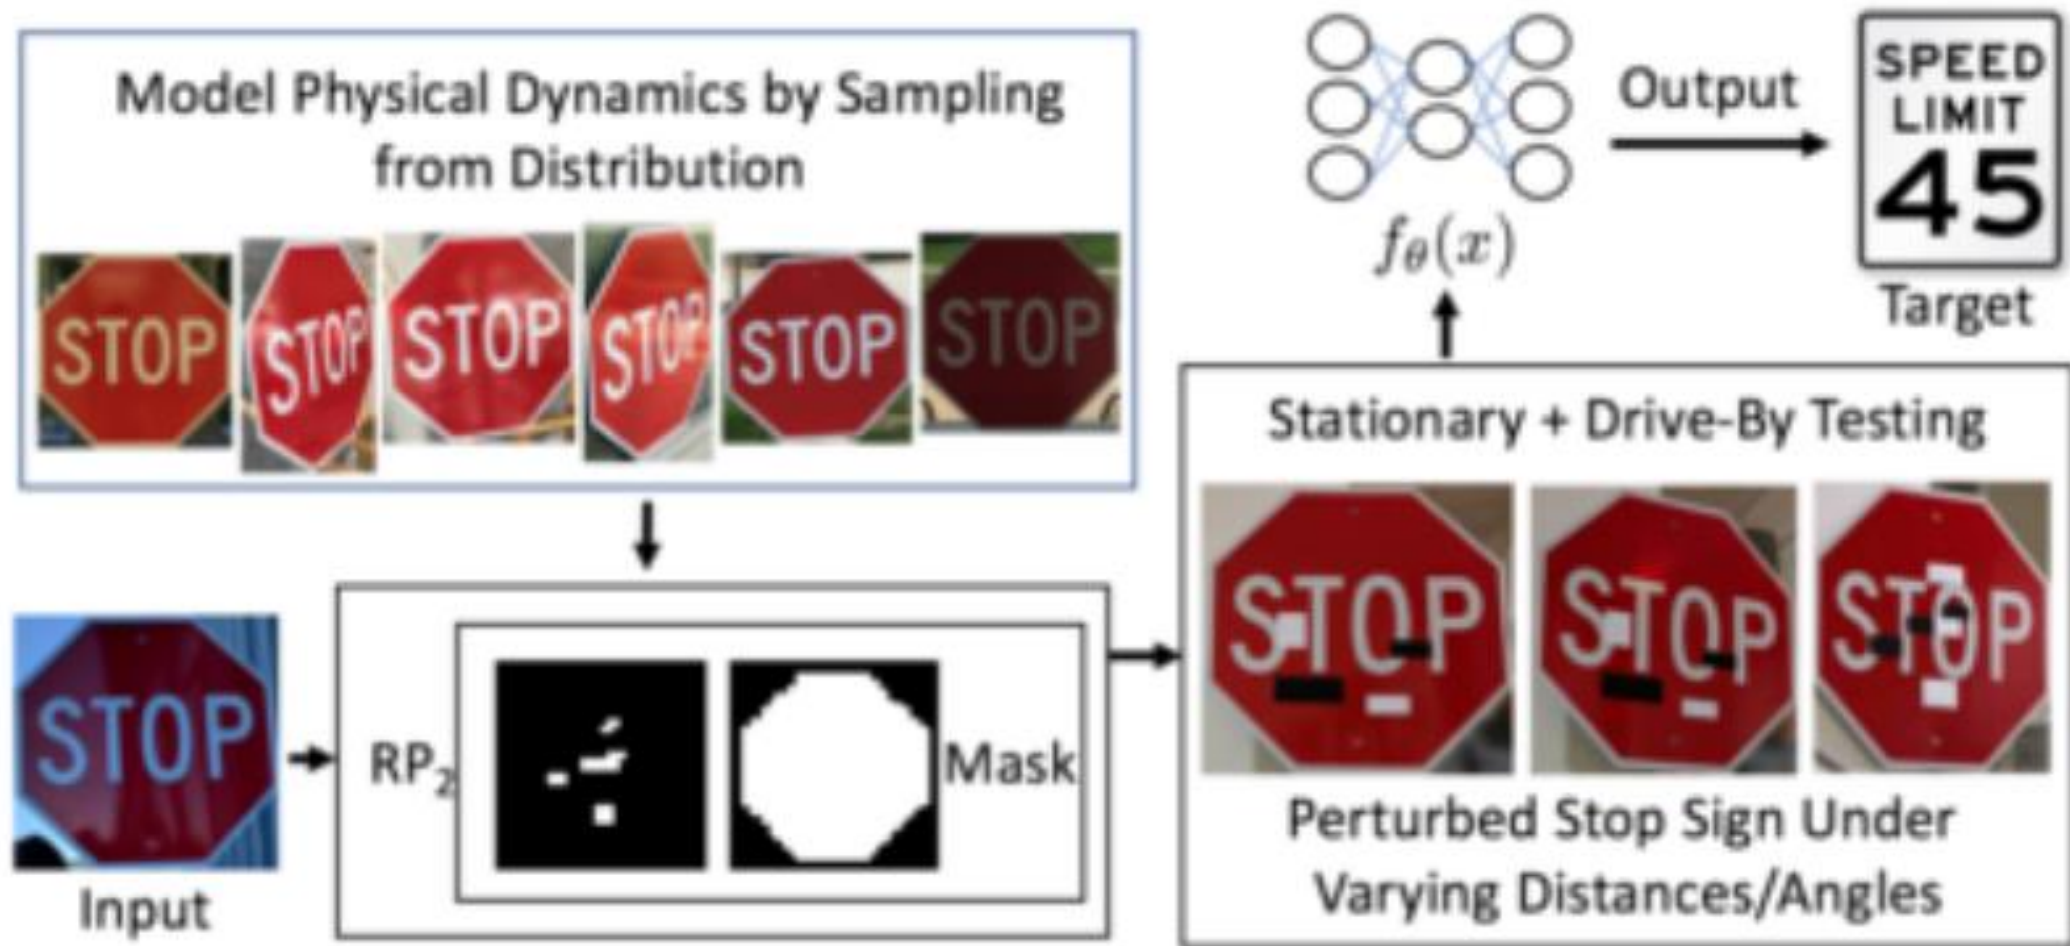 Model Physical Dynamics by Sampling
from Distribution
STOP
STOP
STOP
STOP
STOP
STOP
Input
STOP
RP₂
Mask
Stationary + Drive-By Testing
STOP
STOP
STOP
Perturbed Stop Sign Under
Varying Distances/Angles
fθ(x)
Output
SPEED
LIMIT
45
Target